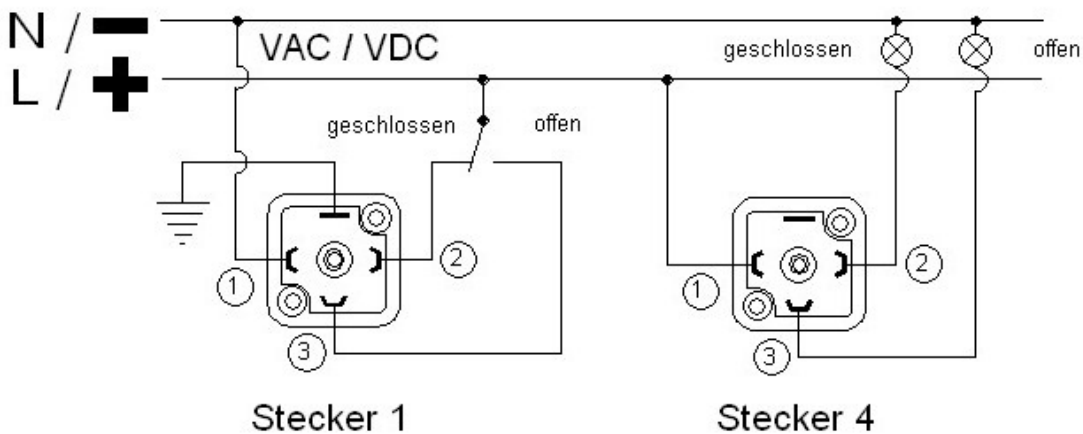 N / −
VAC / VDC
geschlossen
offen
L / +
geschlossen
offen
1
2
3
1
2
3
Stecker 1
Stecker 4